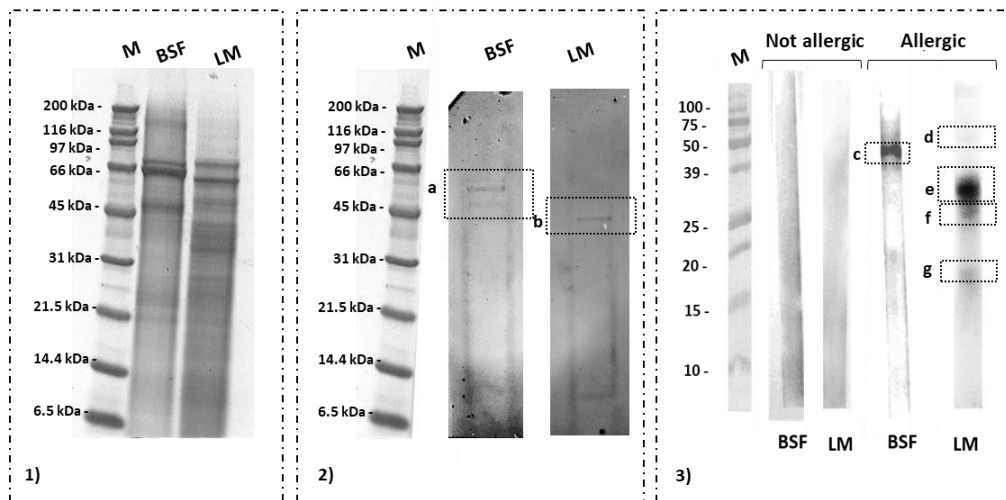 M BSF LM
200 kDa -
116 kDa -
97 kDa -
66 kDa -
45 kDa -
31 kDa -
21.5 kDa -
14.4 kDa -
6.5 kDa -
1)
M BSF LM
200 kDa -
116 kDa -
97 kDa -
66 kDa -
45 kDa -
31 kDa -
21.5 kDa -
14.4 kDa -
6.5 kDa -
a
b
2)
Not allergic Allergic
M
100 -
75 -
50 -
39 -
25 -
20 -
15 -
10 -
c
d
e
f
g
BSF LM BSF LM
3)